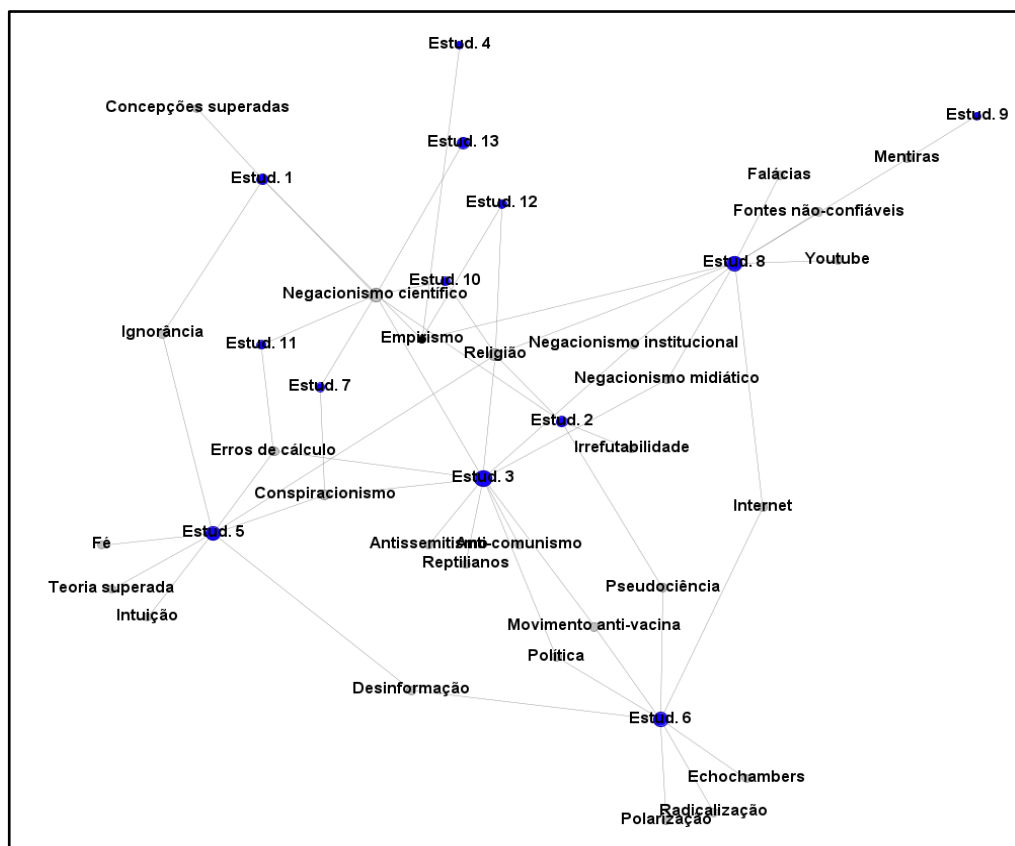 Estud. 4
Concepções superadas
Estud. 9
Estud. 13
Mentiras
Estud. 1
Falácias
Estud. 12
Fontes não-confiáveis
Estud. 8
Youtube
Estud. 10
Negacionismo científico
Ignorância
Empirismo
Estud. 11
Religião
Negacionismo institucional
Estud. 7
Negacionismo midiático
Estud. 2
Erros de cálculo
Irrefutabilidade
Estud. 3
Conspiracionismo
Internet
Estud. 5
Fé
Antissemitismo
Anti-comunismo
Reptilianos
Teoria superada
Pseudociência
Intuição
Movimento anti-vacina
Política
Desinformação
Estud. 6
Echochambers
Radicalização
Polarização